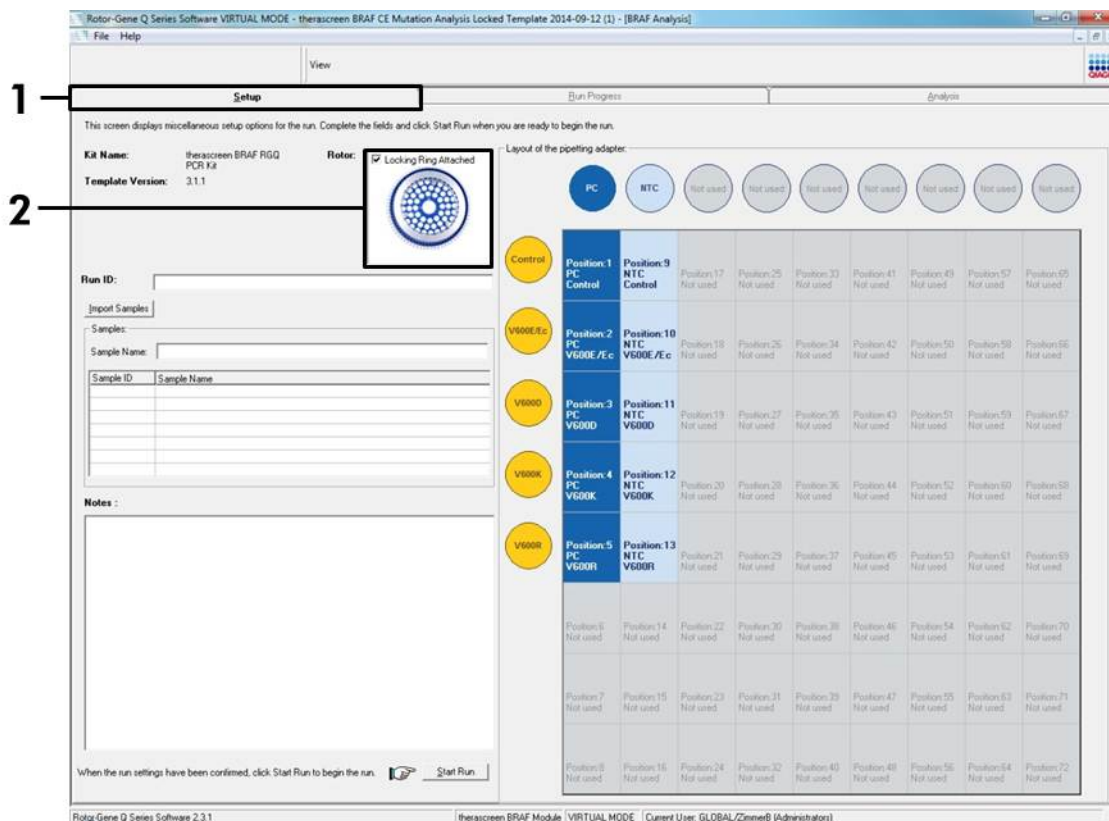 Rotor-Gene Q Series Software VIRTUAL MODE - therascreen BRAF CE Mutation Analysis Locked Template 2014-09-12 (1) - [BRAF Analysis]
File Help
View
QIAGEN
1
Setup
Run Progress
Analysis
This screen displays miscellaneous setup options for the run. Complete the fields and click Start Run when you are ready to begin the run.
Kit Name: therascreen BRAF RGQ
PCR Kit
Template Version: 3.1.1
Rotor:
Locking Ring Attached
2
Run ID:
Import Samples
Samples:
Sample Name:
Sample ID Sample Name
Notes :
When the run settings have been confirmed, click Start Run to begin the run.
Start Run
Layout of the pipetting adapter:
PC NTC Not used Not used Not used Not used Not used Not used Not used
Control
Position:1 Position:9 Position:17 Position:25 Position:33 Position:41 Position:49 Position:57 Position:65
PC NTC Not used Not used Not used Not used Not used Not used Not used
Control Control
V600E/Ec
Position:2 Position:10 Position:18 Position:26 Position:34 Position:42 Position:50 Position:58 Position:66
PC NTC Not used Not used Not used Not used Not used Not used Not used
V600E/Ec V600E/Ec
V600D
Position:3 Position:11 Position:19 Position:27 Position:35 Position:43 Position:51 Position:59 Position:67
PC NTC Not used Not used Not used Not used Not used Not used Not used
V600D V600D
V600K
Position:4 Position:12 Position:20 Position:28 Position:36 Position:44 Position:52 Position:60 Position:68
PC NTC Not used Not used Not used Not used Not used Not used Not used
V600K V600K
V600R
Position:5 Position:13 Position:21 Position:29 Position:37 Position:45 Position:53 Position:61 Position:69
PC NTC Not used Not used Not used Not used Not used Not used Not used
V600R V600R
Position:6 Position:14 Position:22 Position:30 Position:38 Position:46 Position:54 Position:62 Position:70
Not used Not used Not used Not used Not used Not used Not used Not used Not used
Position:7 Position:15 Position:23 Position:31 Position:39 Position:47 Position:55 Position:63 Position:71
Not used Not used Not used Not used Not used Not used Not used Not used Not used
Position:8 Position:16 Position:24 Position:32 Position:40 Position:48 Position:56 Position:64 Position:72
Not used Not used Not used Not used Not used Not used Not used Not used Not used
Rotor-Gene Q Series Software 2.3.1
therascreen BRAF Module VIRTUAL MODE Current User: GLOBAL/ZimmerB (Administrators)